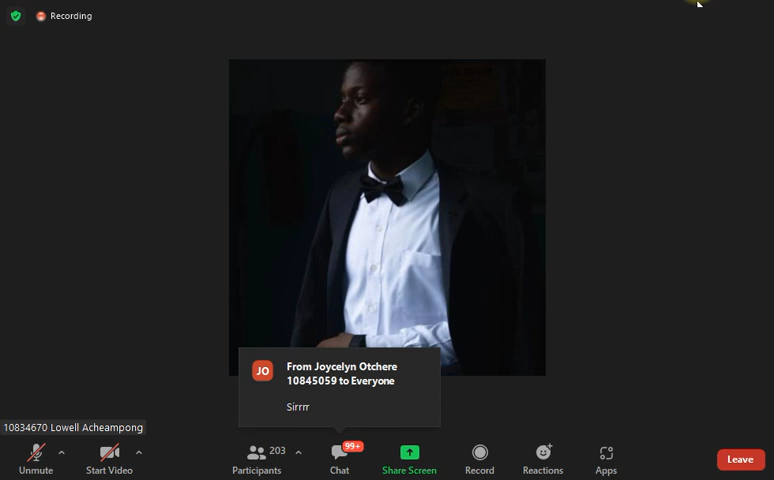 Recording
JO
From Joycelyn Otchere
10845059 to Everyone
Sirrrr
10834670 Lowell Acheampong
203
99+
Unmute
Start Video
Participants
Chat
Share Screen
Record
Reactions
Apps
Leave